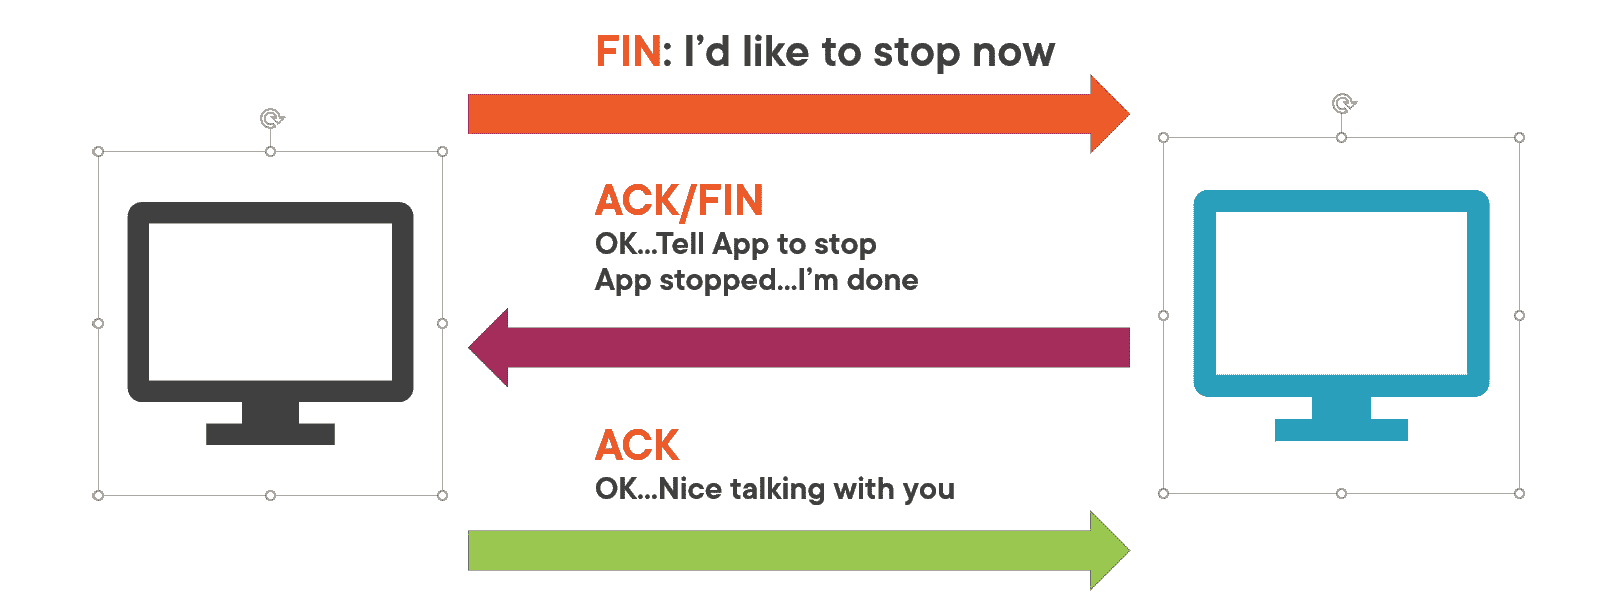 FIN: I’d like to stop now
ACK/FIN
OK...Tell App to stop
App stopped...I’m done
ACK
OK...Nice talking with you